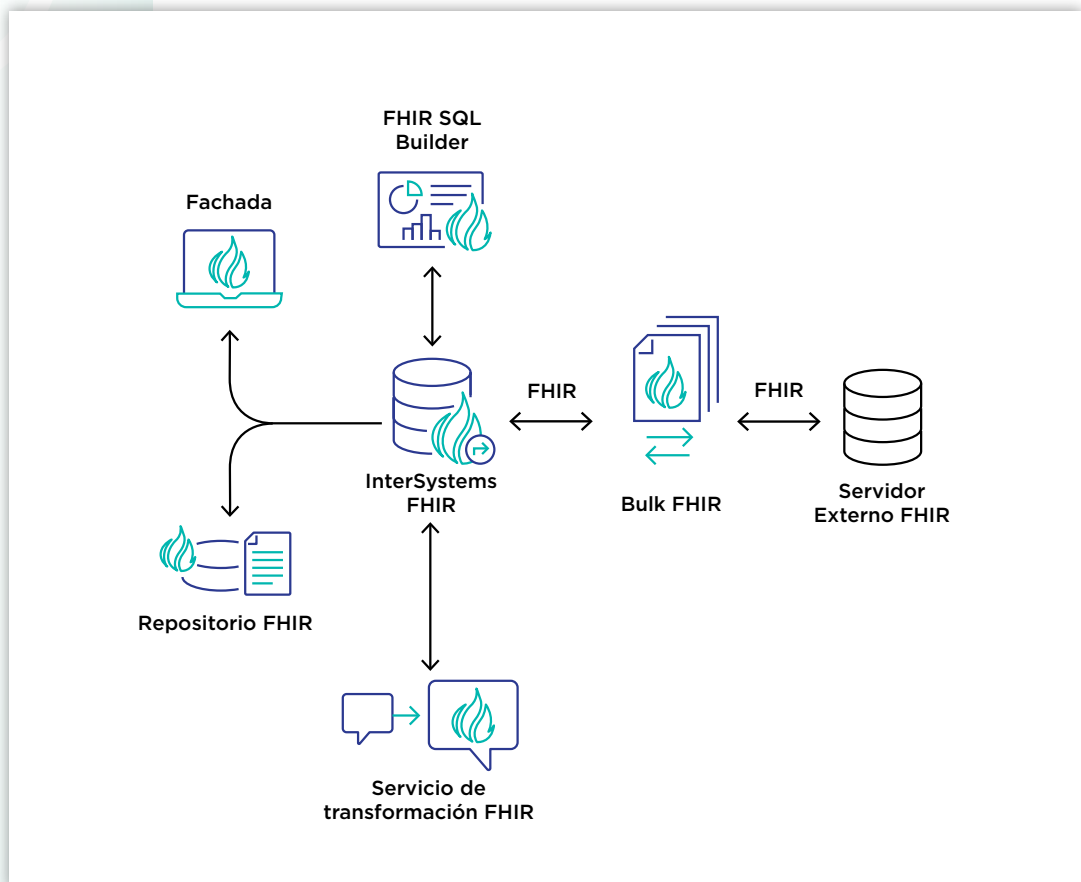 FHIR SQL
Builder
Fachada
FHIR
FHIR
InterSystems
FHIR
Bulk FHIR
Servidor
Externo FHIR
Repositorio FHIR
Servicio de
transformación FHIR